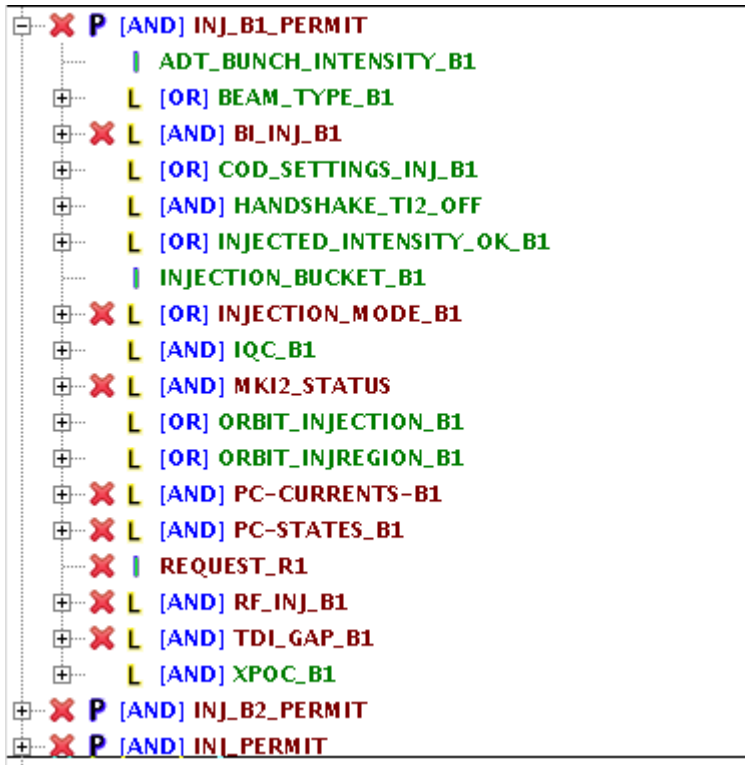 P [AND] INJ_B1_PERMIT
ADT_BUNCH_INTENSITY_B1
L [OR] BEAM_TYPE_B1
L [AND] BI_INJ_B1
L [OR] COD_SETTINGS_INJ_B1
L [AND] HANDSHAKE_TI2_OFF
L [OR] INJECTED_INTENSITY_OK_B1
INJECTION_BUCKET_B1
L [OR] INJECTION_MODE_B1
L [AND] IQC_B1
L [AND] MKI2_STATUS
L [OR] ORBIT_INJECTION_B1
L [OR] ORBIT_INJREGION_B1
L [AND] PC-CURRENTS-B1
L [AND] PC-STATES_B1
REQUEST_R1
L [AND] RF_INJ_B1
L [AND] TDI_GAP_B1
L [AND] XPOC_B1
P [AND] INJ_B2_PERMIT
P [AND] INJ_PERMIT